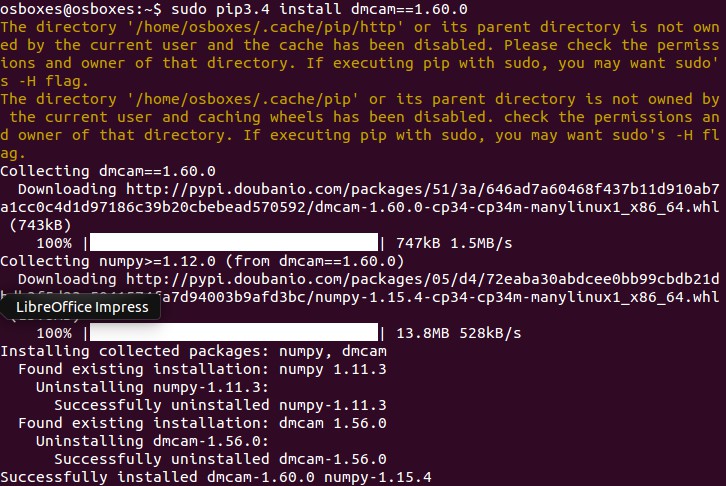 osboxes@osboxes:~$ sudo pip3.4 install dmcam==1.60.0
The directory '/home/osboxes/.cache/pip/http' or its parent directory is not own
ed by the current user and the cache has been disabled. Please check the permiss
ions and owner of that directory. If executing pip with sudo, you may want sudo'
s -H flag.
The directory '/home/osboxes/.cache/pip' or its parent directory is not owned by
 the current user and caching wheels has been disabled. check the permissions an
d owner of that directory. If executing pip with sudo, you may want sudo's -H fl
ag.
Collecting dmcam==1.60.0
  Downloading http://pypi.doubanio.com/packages/51/3a/646ad7a60468f437b11d910ab7
a1cc0c4d1d97186c39b20cbebead570592/dmcam-1.60.0-cp34-cp34m-manylinux1_x86_64.whl
 (743kB)
    100% |                                | 747kB 1.5MB/s
Collecting numpy>=1.12.0 (from dmcam==1.60.0)
  Downloading http://pypi.doubanio.com/packages/05/d4/72eaba30abdcee0bb99cbdb21d
fa7d94003b9afd3bc/numpy-1.15.4-cp34-cp34m-manylinux1_x86_64.whl
LibreOffice Impress
    100% |                                | 13.8MB 528kB/s
Installing collected packages: numpy, dmcam
  Found existing installation: numpy 1.11.3
    Uninstalling numpy-1.11.3:
      Successfully uninstalled numpy-1.11.3
  Found existing installation: dmcam 1.56.0
    Uninstalling dmcam-1.56.0:
      Successfully uninstalled dmcam-1.56.0
Successfully installed dmcam-1.60.0 numpy-1.15.4